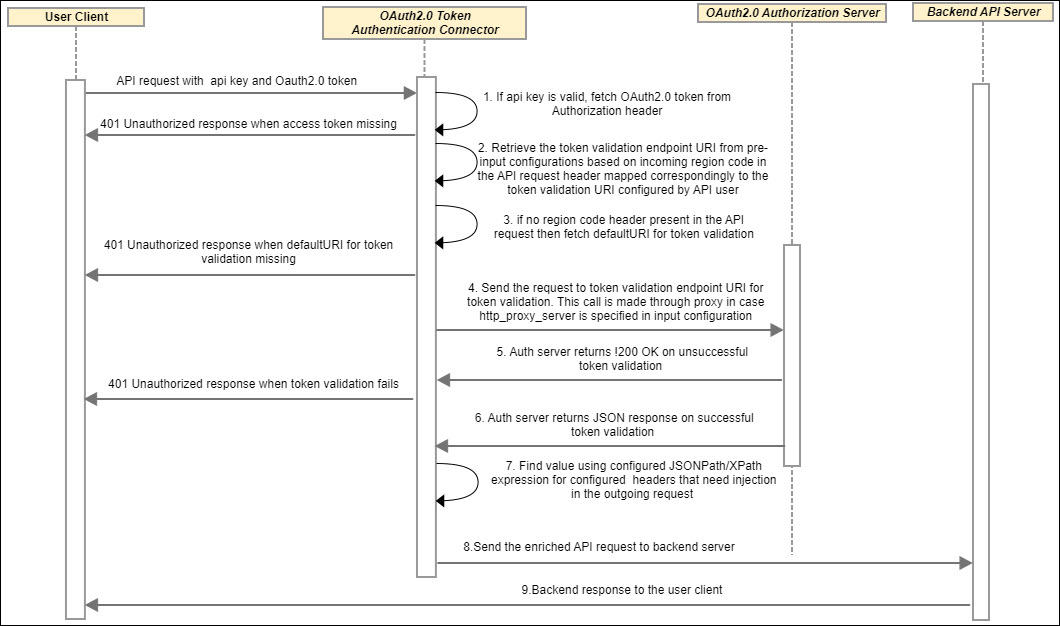 User Client
OAuth2.0 Token
Authentication Connector
OAuth2.0 Authorization Server
Backend API Server
API request with  api key and Oauth2.0 token
1. If api key is valid, fetch OAuth2.0 token from
Authorization header
401 Unauthorized response when access token missing
2. Retrieve the token validation endpoint URI from pre-
input configurations based on incoming region code in
the API request header mapped correspondingly to the
token validation URI configured by API user
3. if no region code header present in the API
request then fetch defaultURI for token validation
401 Unauthorized response when defaultURI for token
validation missing
4. Send the request to token validation endpoint URI for
token validation. This call is made through proxy in case
http_proxy_server is specified in input configuration
5. Auth server returns !200 OK on unsuccessful
token validation
401 Unauthorized response when token validation fails
6. Auth server returns JSON response on successful
token validation
7. Find value using configured JSONPath/XPath
expression for configured  headers that need injection
in the outgoing request
8.Send the enriched API request to backend server
9.Backend response to the user client